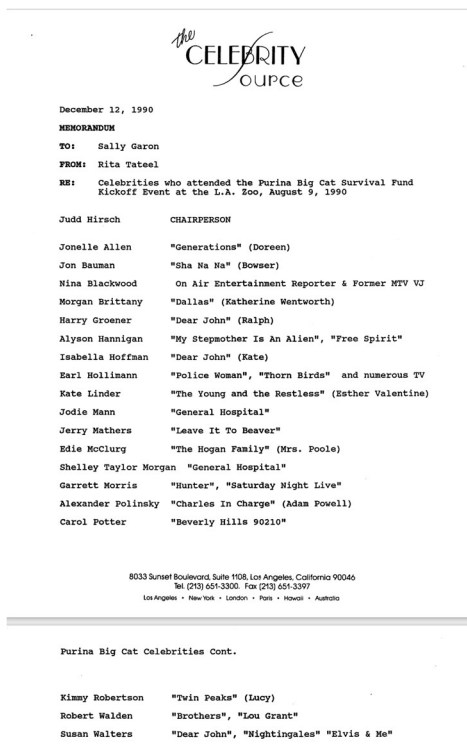 the
CELEBRITY
SOURCE
December 12, 1990
MEMORANDUM
TO: Sally Garon
FROM: Rita Tateel
RE: Celebrities who attended the Purina Big Cat Survival Fund
Kickoff Event at the L.A. Zoo, August 9, 1990
Judd Hirsch CHAIRPERSON
Jonelle Allen "Generations" (Doreen)
Jon Bauman "Sha Na Na" (Bowser)
Nina Blackwood On Air Entertainment Reporter & Former MTV VJ
Morgan Brittany "Dallas" (Katherine Wentworth)
Harry Groener "Dear John" (Ralph)
Alyson Hannigan "My Stepmother Is An Alien", "Free Spirit"
Isabella Hoffman "Dear John" (Kate)
Earl Hollimann "Police Woman", "Thorn Birds" and numerous TV
Kate Linder "The Young and the Restless" (Esther Valentine)
Jodie Mann "General Hospital"
Jerry Mathers "Leave It To Beaver"
Edie McClurg "The Hogan Family" (Mrs. Poole)
Shelley Taylor Morgan "General Hospital"
Garrett Morris "Hunter", "Saturday Night Live"
Alexander Polinsky "Charles In Charge" (Adam Powell)
Carol Potter "Beverly Hills 90210"
8033 Sunset Boulevard, Suite 1108, Los Angeles, California 90046
Tel. (213) 651-3300. Fax (213) 651-3397
Los Angeles • New York • London • Paris • Hawaii • Australia
Purina Big Cat Celebrities Cont.
Kimmy Robertson "Twin Peaks" (Lucy)
Robert Walden "Brothers", "Lou Grant"
Susan Walters "Dear John", "Nightingales" "Elvis & Me"